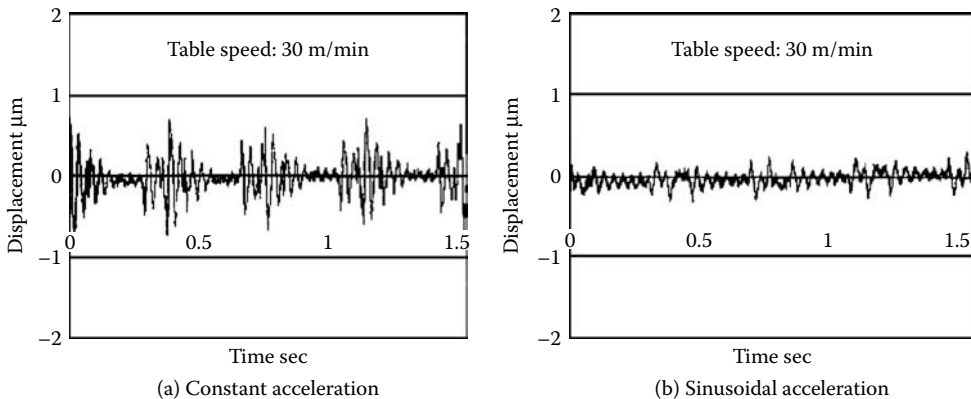 2
1
0
−1
−2
Displacement μm
Table speed: 30 m/min
0
0.5
1
1.5
Time sec
(a) Constant acceleration
2
1
0
−1
−2
Displacement μm
Table speed: 30 m/min
0
0.5
1
1.5
Time sec
(b) Sinusoidal acceleration